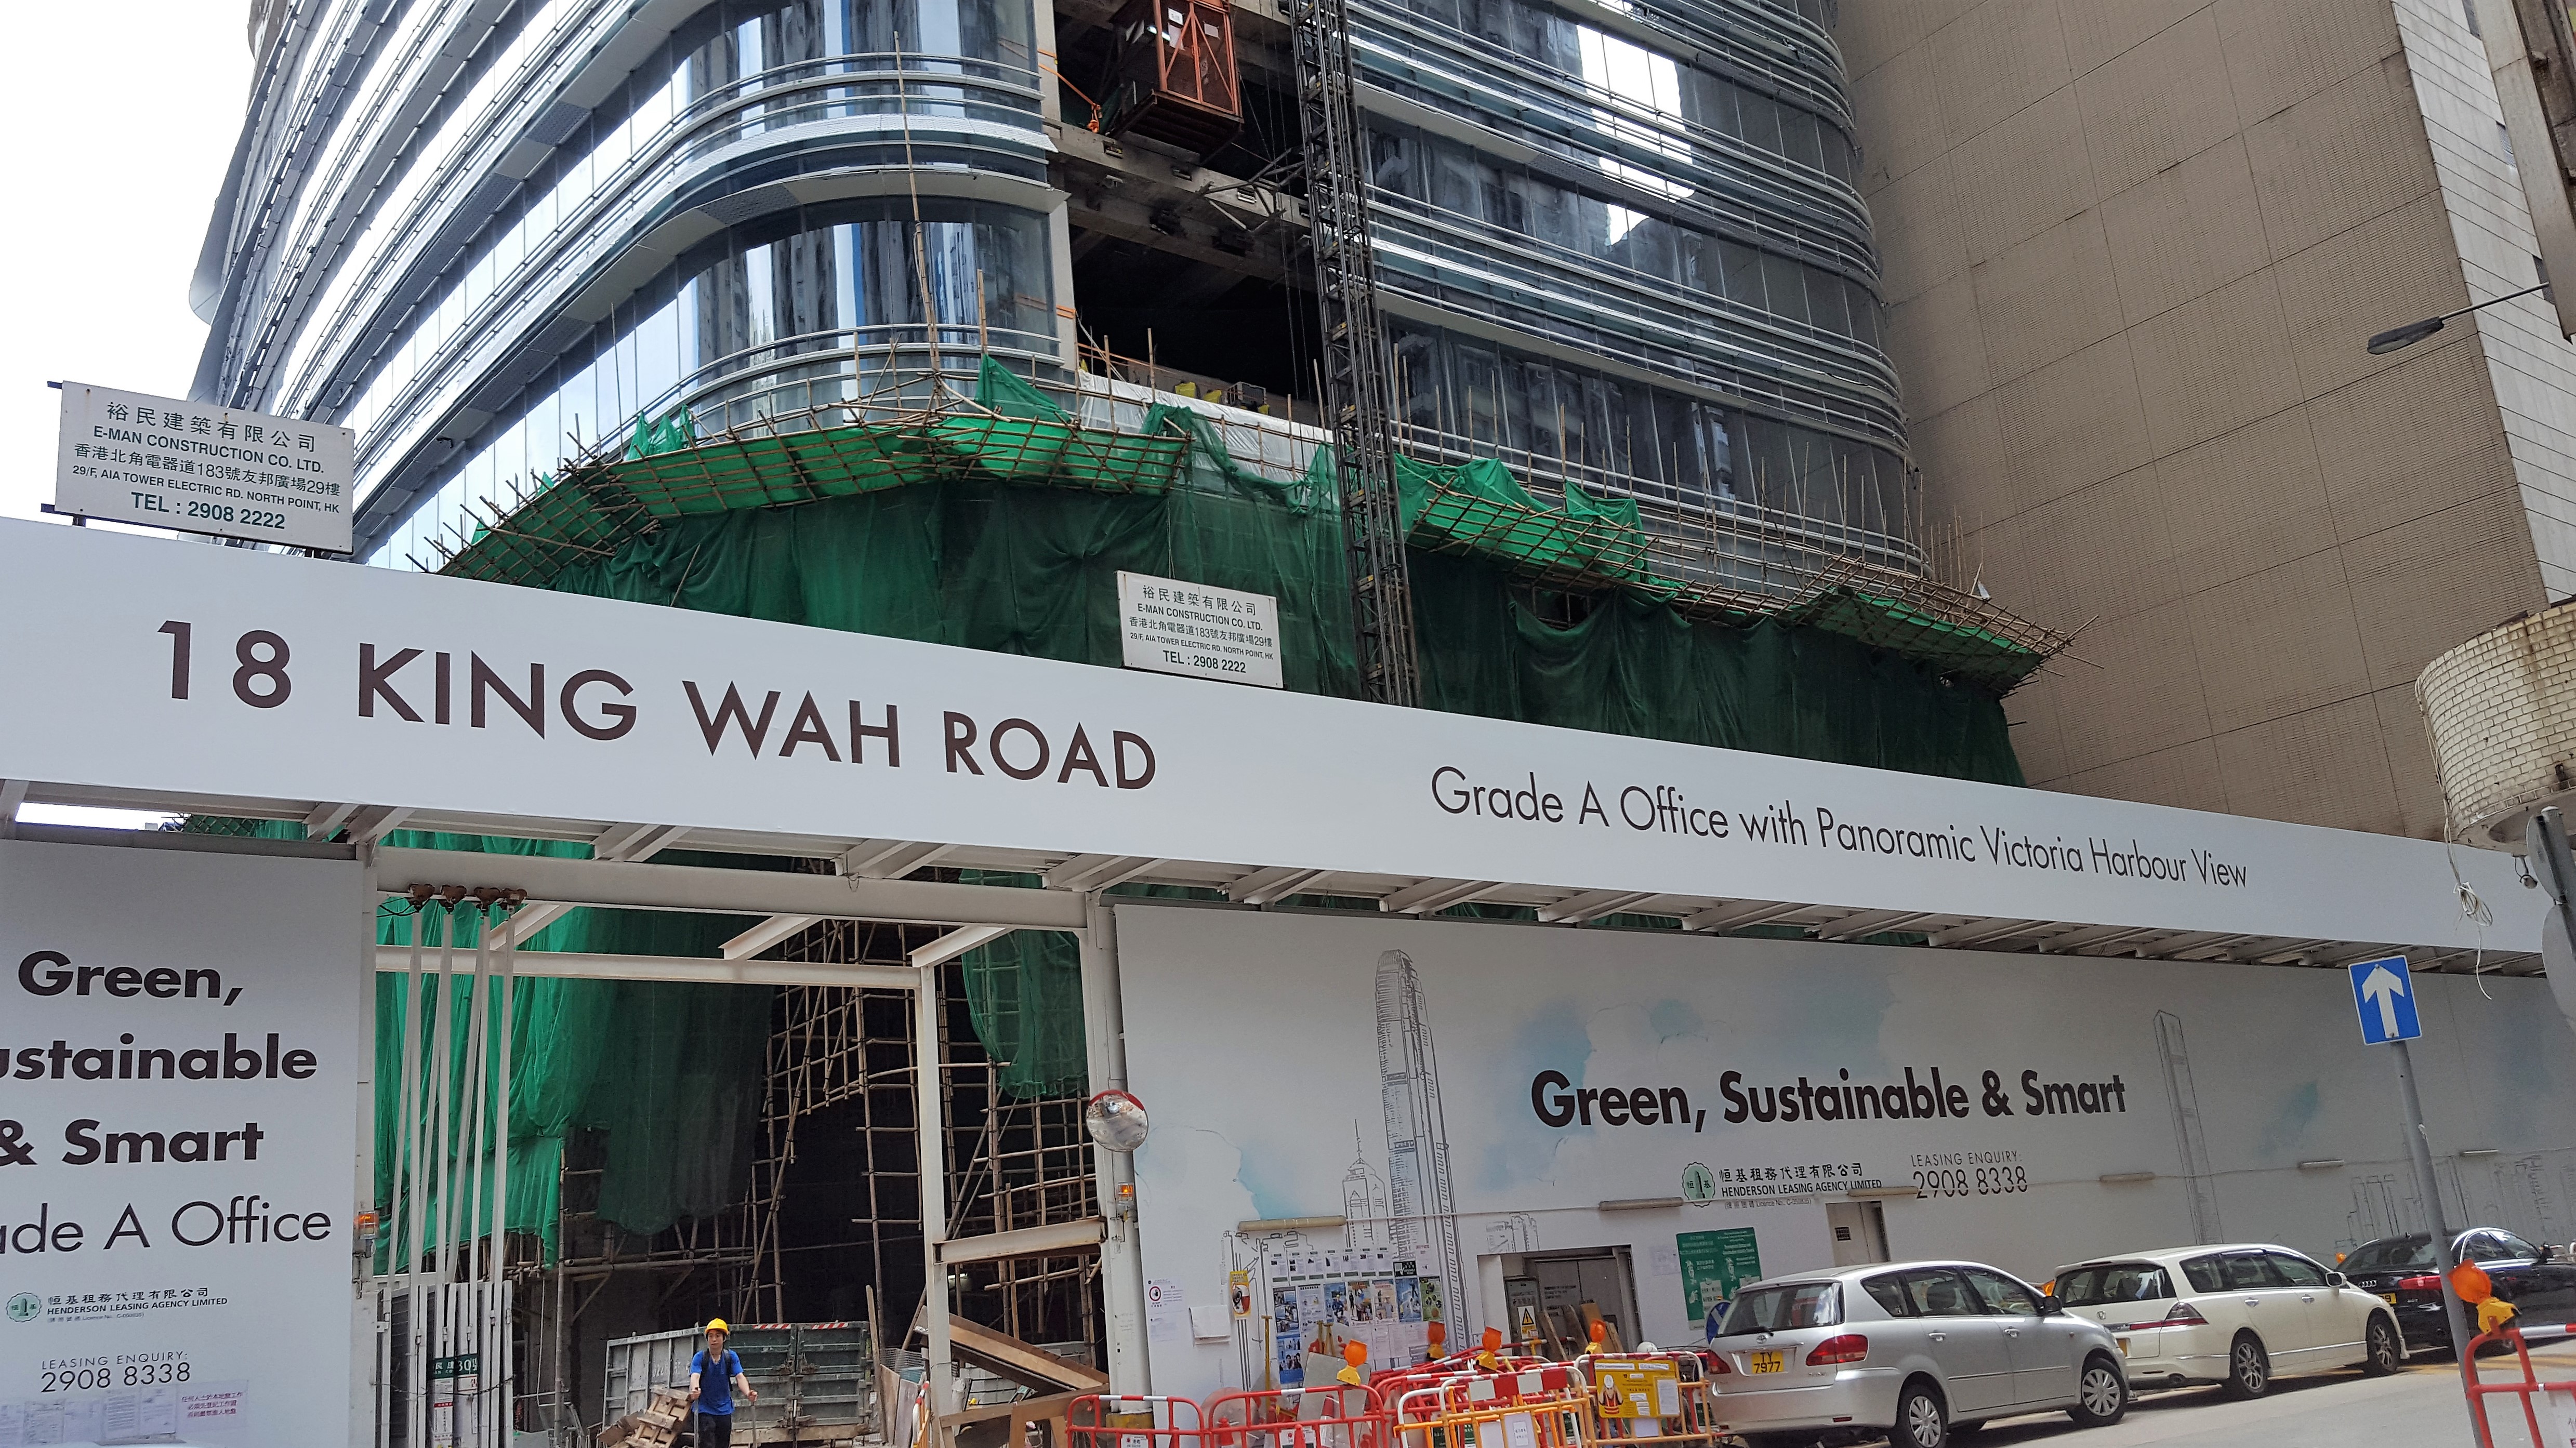 裕民建築有限公司
E-MAN CONSTRUCTION CO. LTD.
香港北角電器道183號友邦廣場29樓
29/F, AIA TOWER ELECTRIC RD. NORTH POINT, HK
TEL : 2908 2222
裕民建築有限公司
E-MAN CONSTRUCTION CO. LTD.
香港北角電器道183號友邦廣場29樓
29/F, AIA TOWER ELECTRIC RD. NORTH POINT, HK
TEL : 2908 2222
18 KING WAH ROAD
Grade A Office with Panoramic Victoria Harbour View
Green,
ustainable
& Smart
ade A Office
恒基租務代理有限公司
HENDERSON LEASING AGENCY LIMITED
LEASING ENQUIRY:
2908 8338
Green, Sustainable & Smart
恒基租務代理有限公司
HENDERSON LEASING AGENCY LIMITED
LEASING ENQUIRY:
2908 8338
TY
7977